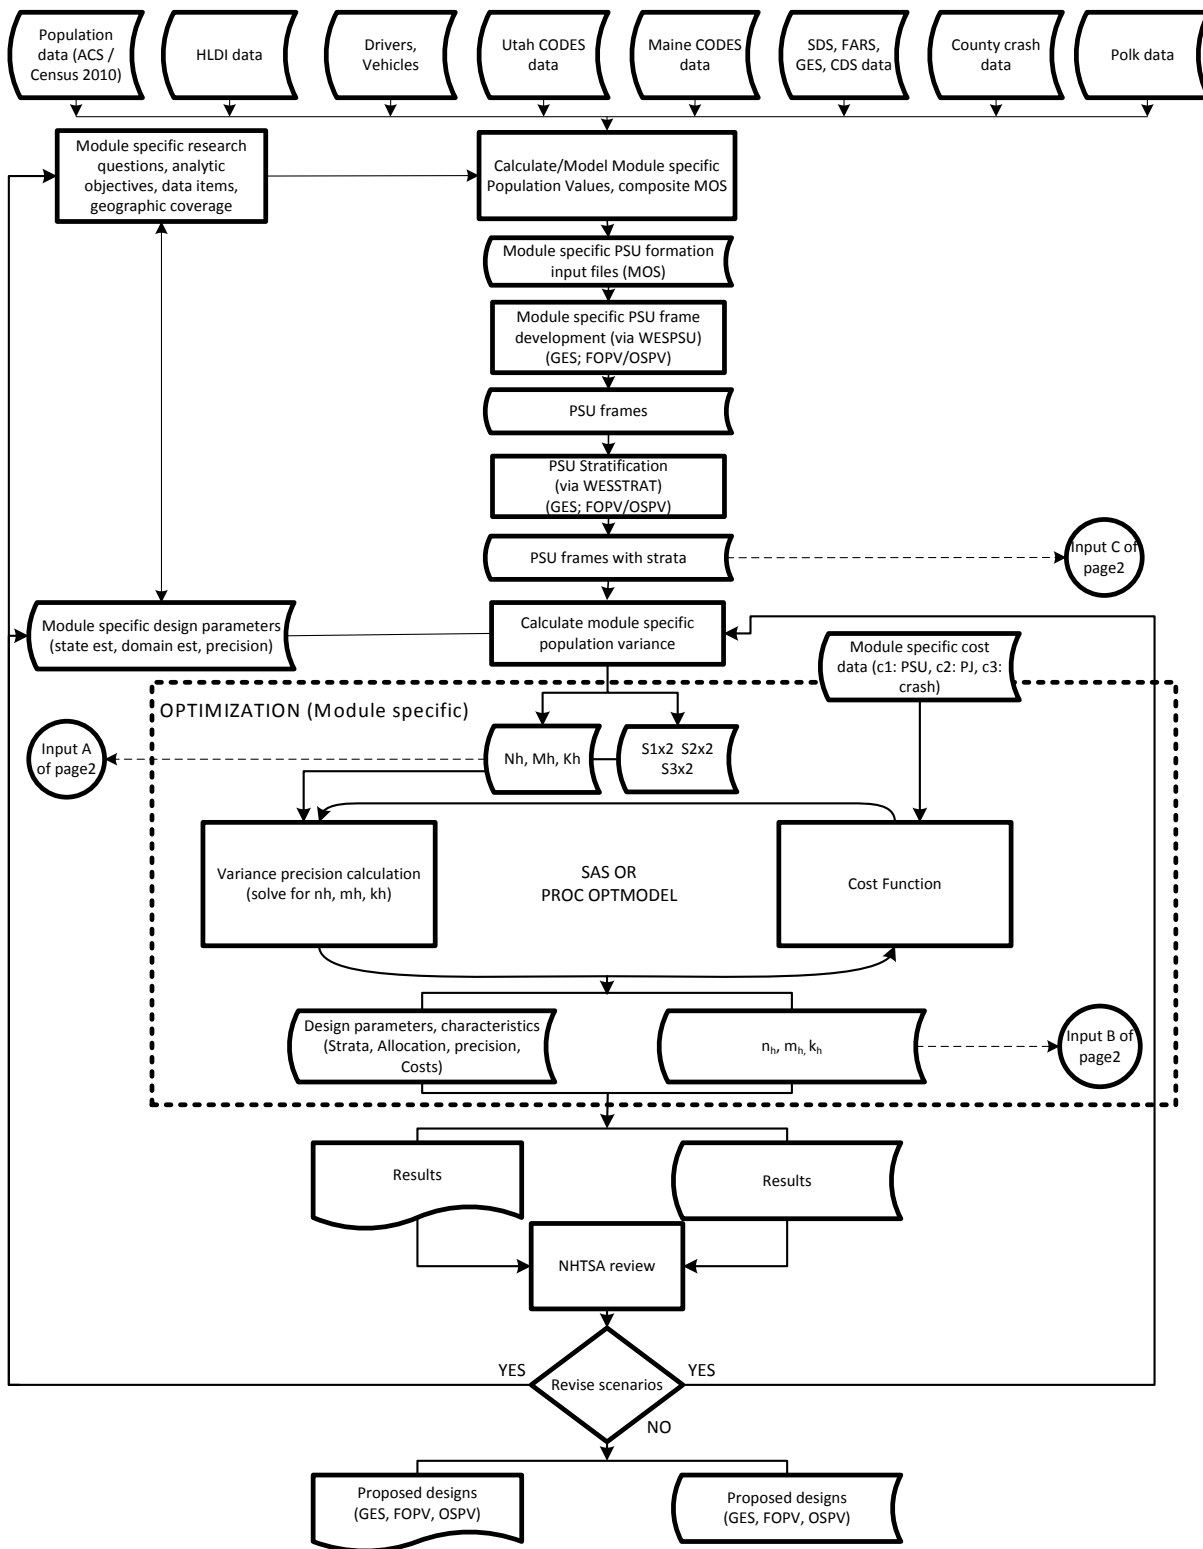 Population
data (ACS /
Census 2010)
HLDI data
Drivers,
Vehicles
Utah CODES
data
Maine CODES
data
SDS, FARS,
GES, CDS data
County crash
data
Polk data
Module specific research
questions, analytic
objectives, data items,
geographic coverage
Calculate/Model Module specific
Population Values, composite MOS
Module specific PSU formation
input files (MOS)
Module specific PSU frame
development (via WESPSU)
(GES; FOPV/OSPV)
PSU frames
PSU Stratification
(via WESSTRAT)
(GES; FOPV/OSPV)
PSU frames with strata
Input C of
page2
Module specific design parameters
(state est, domain est, precision)
Calculate module specific
population variance
Module specific cost
data (c1: PSU, c2: PJ, c3:
crash)
OPTIMIZATION (Module specific)
Input A
of page2
Nh, Mh, Kh
S1x2 S2x2
S3x2
Variance precision calculation
(solve for nh, mh, kh)
SAS OR
PROC OPTMODEL
Cost Function
Design parameters, characteristics
(Strata, Allocation, precision,
Costs)
nh, mh, kh
Input B of
page2
Results
Results
NHTSA review
YES
YES
Revise scenarios
NO
Proposed designs
(GES, FOPV, OSPV)
Proposed designs
(GES, FOPV, OSPV)